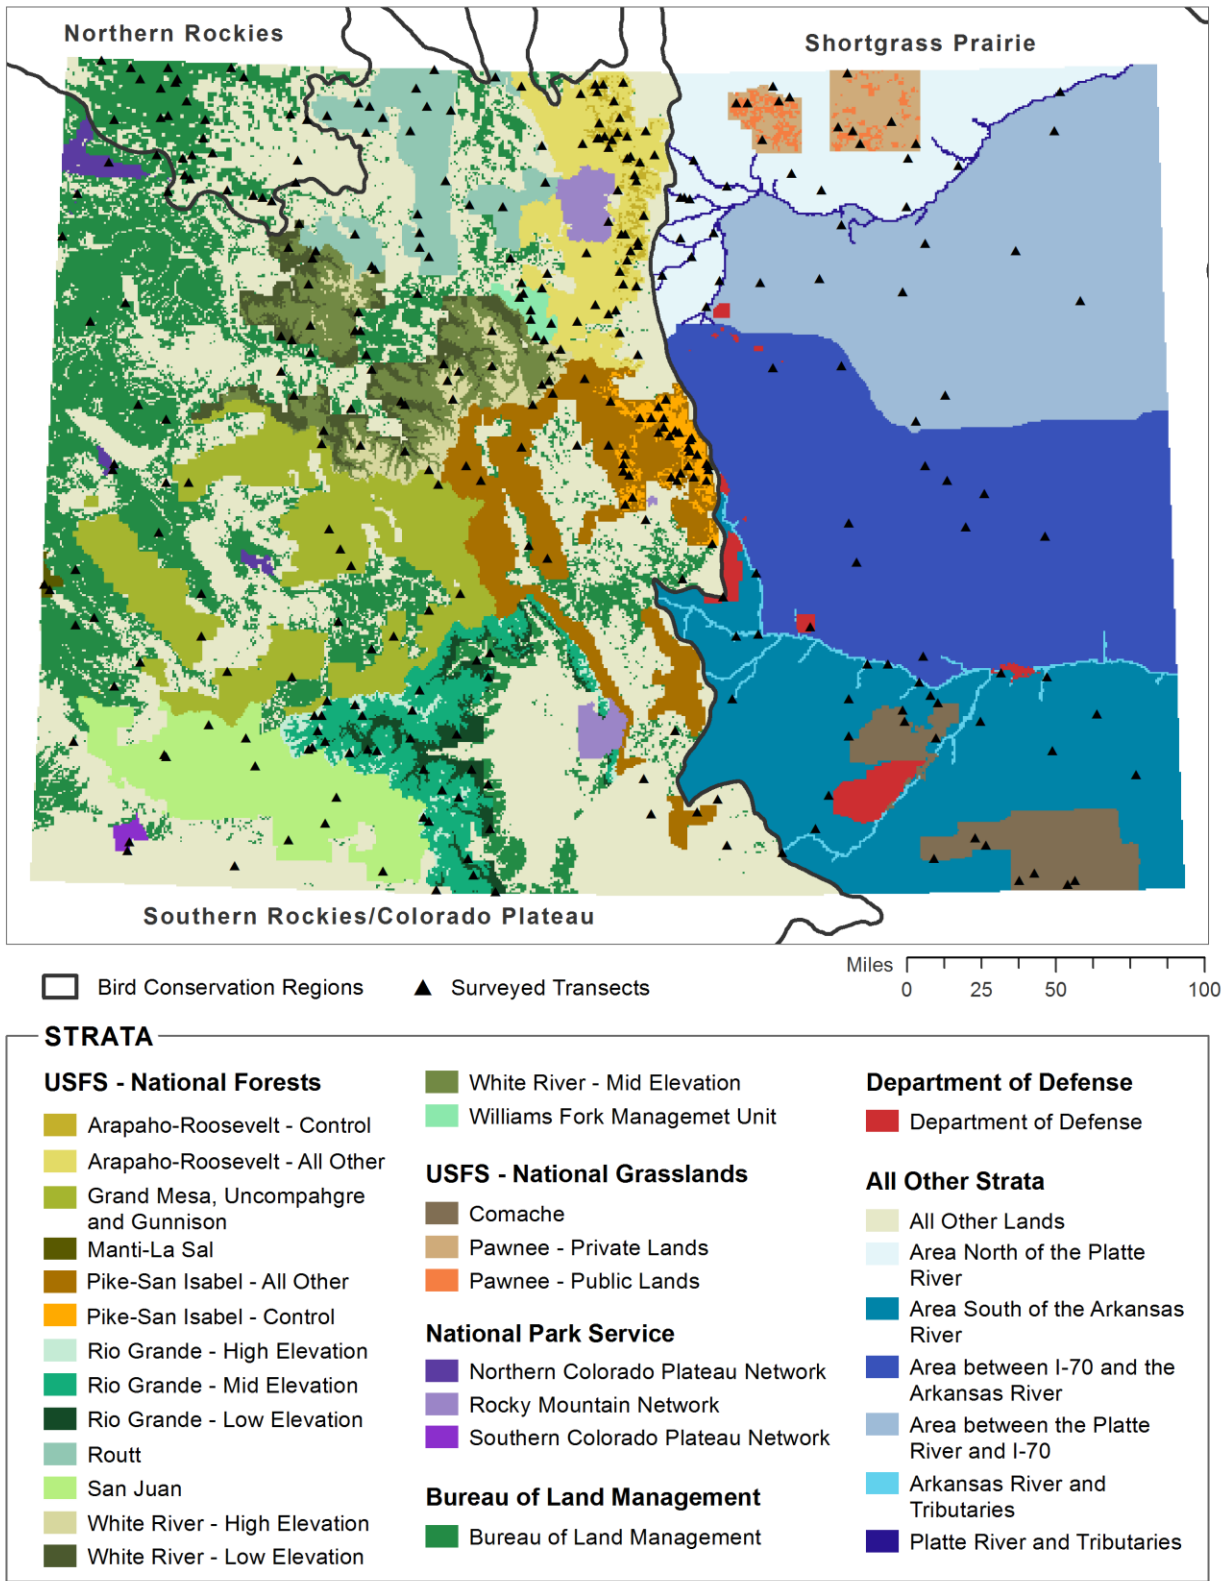 Northern Rockies
Shortgrass Prairie
Southern Rockies/Colorado Plateau
Bird Conservation Regions
Surveyed Transects
Miles
0 25 50 100
STRATA
USFS - National Forests
Arapaho-Roosevelt - Control
Arapaho-Roosevelt - All Other
Grand Mesa, Uncompahgre
and Gunnison
Manti-La Sal
Pike-San Isabel - All Other
Pike-San Isabel - Control
Rio Grande - High Elevation
Rio Grande - Mid Elevation
Rio Grande - Low Elevation
Routt
San Juan
White River - High Elevation
White River - Low Elevation
White River - Mid Elevation
Williams Fork Managemet Unit
USFS - National Grasslands
Comache
Pawnee - Private Lands
Pawnee - Public Lands
National Park Service
Northern Colorado Plateau Network
Rocky Mountain Network
Southern Colorado Plateau Network
Bureau of Land Management
Bureau of Land Management
Department of Defense
Department of Defense
All Other Strata
All Other Lands
Area North of the Platte
River
Area South of the Arkansas
River
Area between I-70 and the
Arkansas River
Area between the Platte
River and I-70
Arkansas River and
Tributaries
Platte River and Tributaries